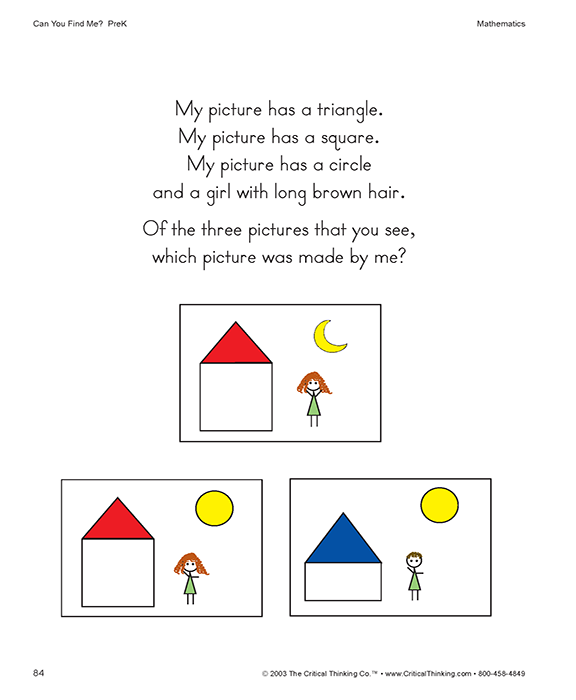 Can You Find Me?  PreK
Mathematics
My picture has a triangle.
My picture has a square.
My picture has a circle
and a girl with long brown hair.
Of the three pictures that you see,
which picture was made by me?
84
© 2003 The Critical Thinking Co.™ • www.CriticalThinking.com • 800-458-4849